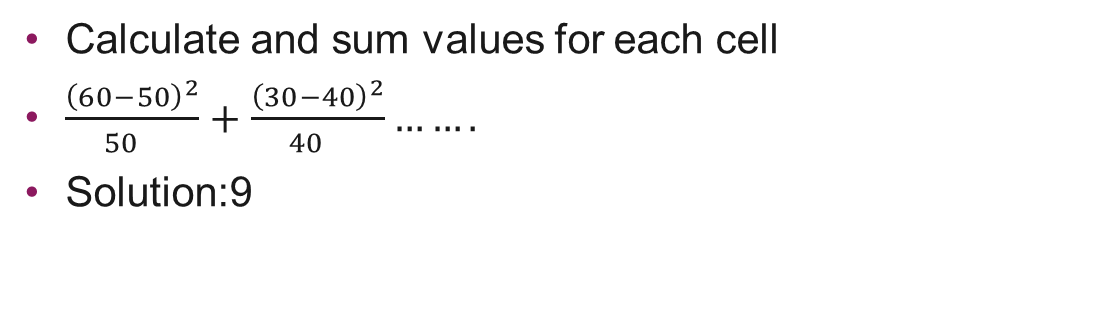 • Calculate and sum values for each cell
• (60−50)²/50 + (30−40)²/40 … … .
• Solution:9